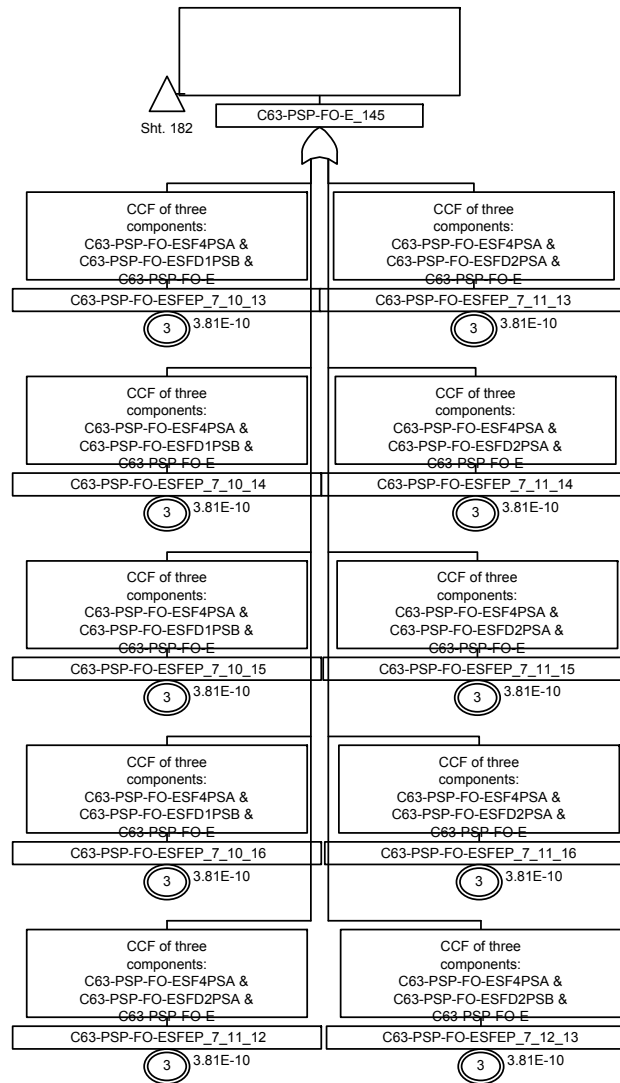 Sht. 182
C63-PSP-FO-E_145
CCF of three
components:
C63-PSP-FO-ESF4PSA &
C63-PSP-FO-ESFD1PSB &
C63-PSP-FO-E
C63-PSP-FO-ESFEP_7_10_13
3
3.81E-10
CCF of three
components:
C63-PSP-FO-ESF4PSA &
C63-PSP-FO-ESFD2PSA &
C63-PSP-FO-E
C63-PSP-FO-ESFEP_7_11_13
3
3.81E-10
CCF of three
components:
C63-PSP-FO-ESF4PSA &
C63-PSP-FO-ESFD1PSB &
C63-PSP-FO-E
C63-PSP-FO-ESFEP_7_10_14
3
3.81E-10
CCF of three
components:
C63-PSP-FO-ESF4PSA &
C63-PSP-FO-ESFD2PSA &
C63-PSP-FO-E
C63-PSP-FO-ESFEP_7_11_14
3
3.81E-10
CCF of three
components:
C63-PSP-FO-ESF4PSA &
C63-PSP-FO-ESFD1PSB &
C63-PSP-FO-E
C63-PSP-FO-ESFEP_7_10_15
3
3.81E-10
CCF of three
components:
C63-PSP-FO-ESF4PSA &
C63-PSP-FO-ESFD2PSA &
C63-PSP-FO-E
C63-PSP-FO-ESFEP_7_11_15
3
3.81E-10
CCF of three
components:
C63-PSP-FO-ESF4PSA &
C63-PSP-FO-ESFD1PSB &
C63-PSP-FO-E
C63-PSP-FO-ESFEP_7_10_16
3
3.81E-10
CCF of three
components:
C63-PSP-FO-ESF4PSA &
C63-PSP-FO-ESFD2PSA &
C63-PSP-FO-E
C63-PSP-FO-ESFEP_7_11_16
3
3.81E-10
CCF of three
components:
C63-PSP-FO-ESF4PSA &
C63-PSP-FO-ESFD2PSA &
C63-PSP-FO-E
C63-PSP-FO-ESFEP_7_11_12
3
3.81E-10
CCF of three
components:
C63-PSP-FO-ESF4PSA &
C63-PSP-FO-ESFD2PSB &
C63-PSP-FO-E
C63-PSP-FO-ESFEP_7_12_13
3
3.81E-10